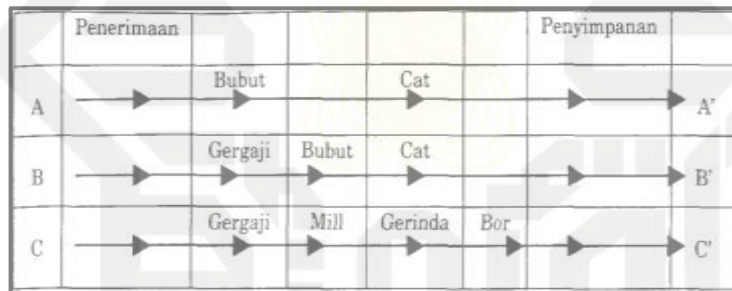 Penerimaan Penyimpanan
Bubut Cat
A A'
Gergaji Bubut Cat
B B'
Gergaji Mill Gerinda Bor
C C'